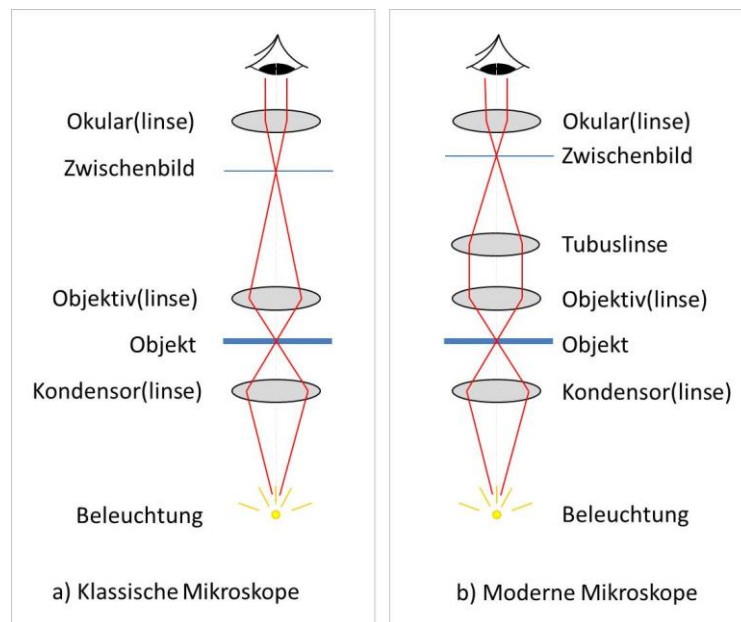 Okular(linse)
Zwischenbild
Objektiv(linse)
Objekt
Kondensor(linse)
Beleuchtung
a) Klassische Mikroskope
Okular(linse)
Zwischenbild
Tubuslinse
Objektiv(linse)
Objekt
Kondensor(linse)
Beleuchtung
b) Moderne Mikroskope